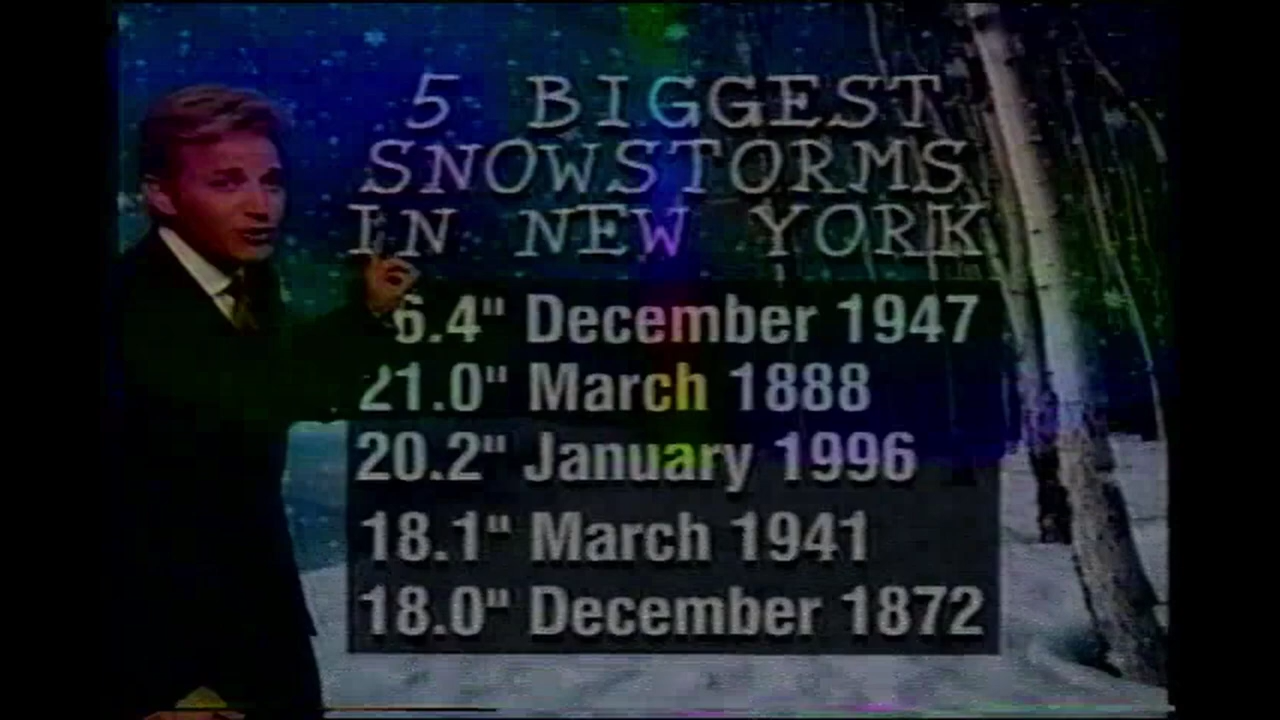 5 BIGGEST
SNOWSTORMS
IN NEW YORK
6.4" December 1947
21.0" March 1888
20.2" January 1996
18.1" March 1941
18.0" December 1872